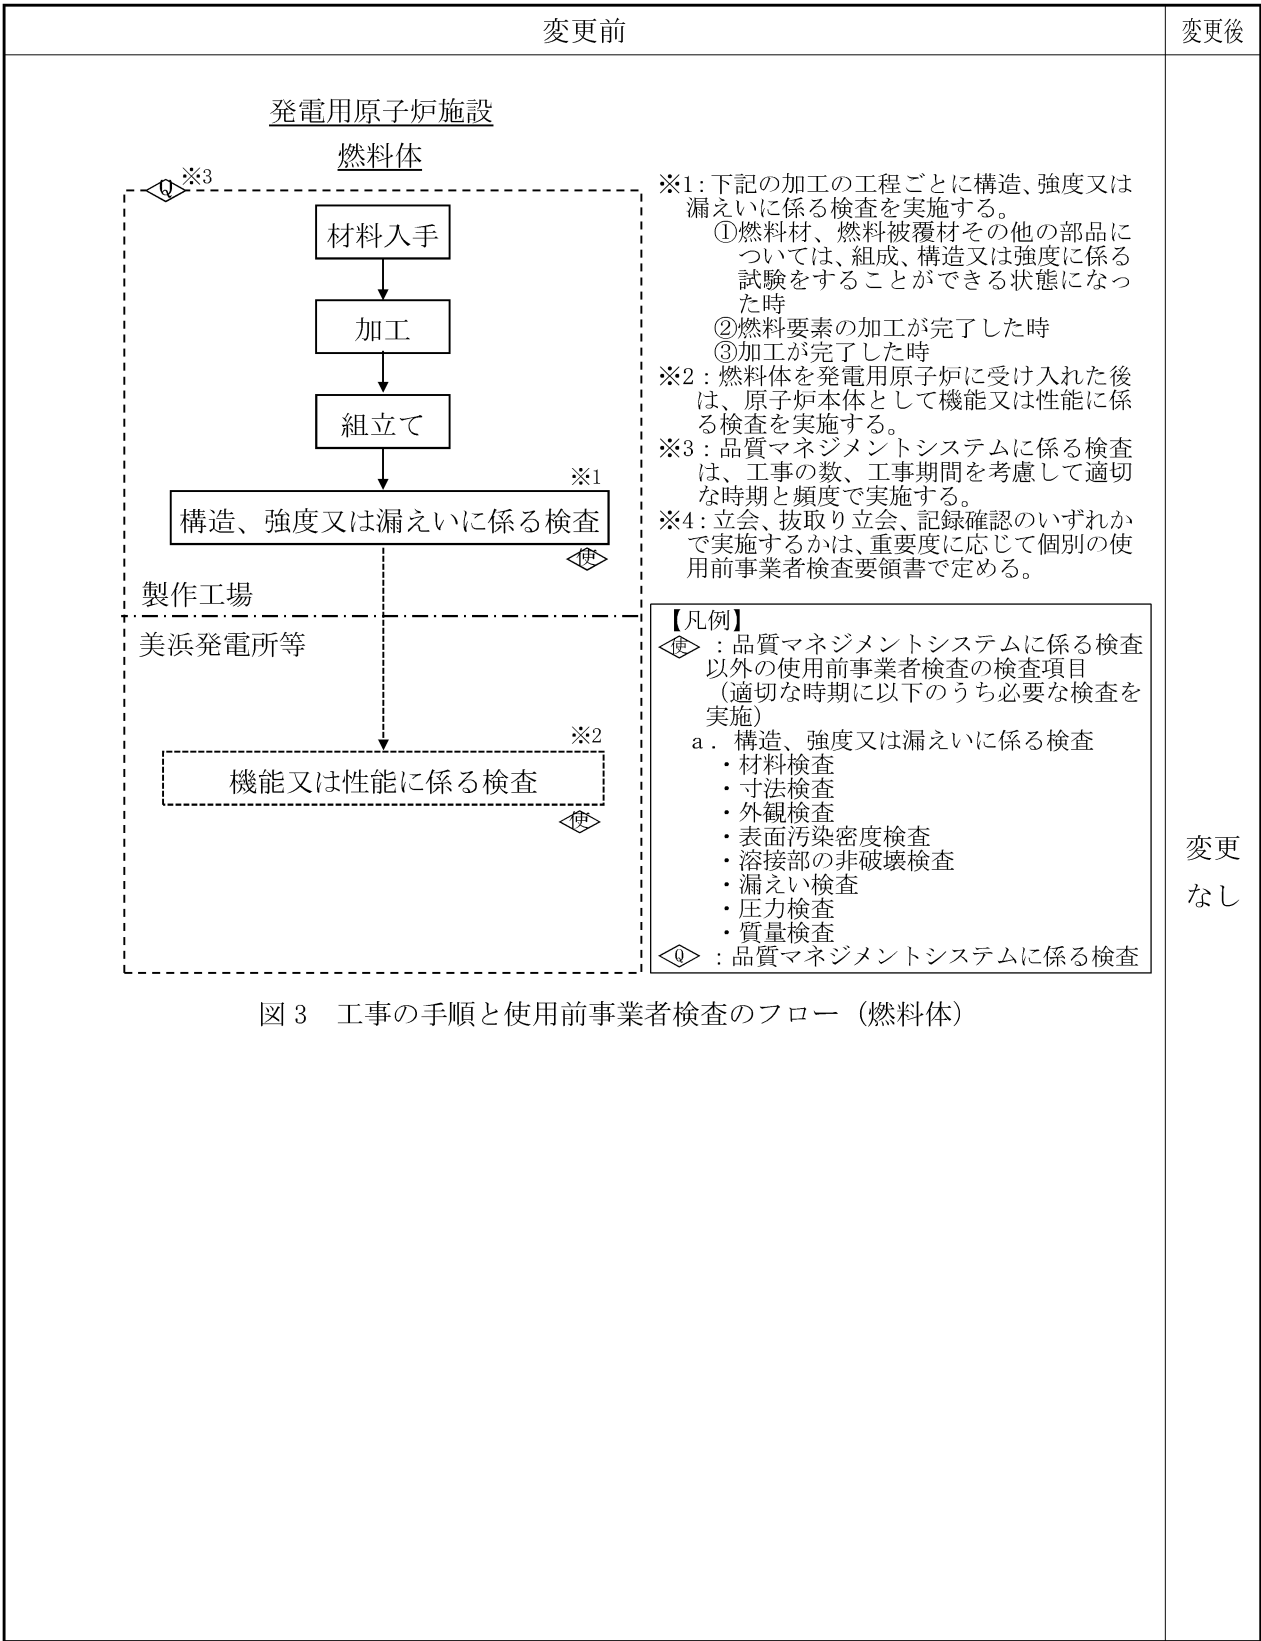 変更前
変更後
発電用原子炉施設
燃料体
Q ※3
材料入手
加工
組立て
※1
構造、強度又は漏えいに係る検査
使
製作工場
美浜発電所等
※2
機能又は性能に係る検査
使
※1:下記の加工の工程ごとに構造、強度又は
漏えいに係る検査を実施する。
①燃料材、燃料被覆材その他の部品に
ついては、組成、構造又は強度に係る
試験をすることができる状態になっ
た時
②燃料要素の加工が完了した時
③加工が完了した時
※2:燃料体を発電用原子炉に受け入れた後
は、原子炉本体として機能又は性能に係
る検査を実施する。
※3:品質マネジメントシステムに係る検査
は、工事の数、工事期間を考慮して適切
な時期と頻度で実施する。
※4:立会、抜取り立会、記録確認のいずれか
で実施するかは、重要度に応じて個別の使
用前事業者検査要領書で定める。
【凡例】
使 :品質マネジメントシステムに係る検査
以外の使用前事業者検査の検査項目
(適切な時期に以下のうち必要な検査を
実施)
a. 構造、強度又は漏えいに係る検査
・材料検査
・寸法検査
・外観検査
・表面汚染密度検査
・溶接部の非破壊検査
・漏えい検査
・圧力検査
・質量検査
Q :品質マネジメントシステムに係る検査
変更
なし
図3 工事の手順と使用前事業者検査のフロー(燃料体)